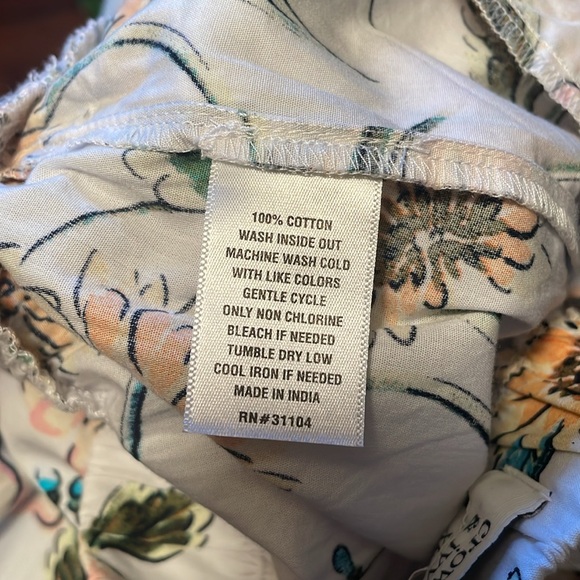 100% COTTON
WASH INSIDE OUT
MACHINE WASH COLD
WITH LIKE COLORS
GENTLE CYCLE
ONLY NON CHLORINE
BLEACH IF NEEDED
TUMBLE DRY LOW
COOL IRON IF NEEDED
MADE IN INDIA
RN#31104